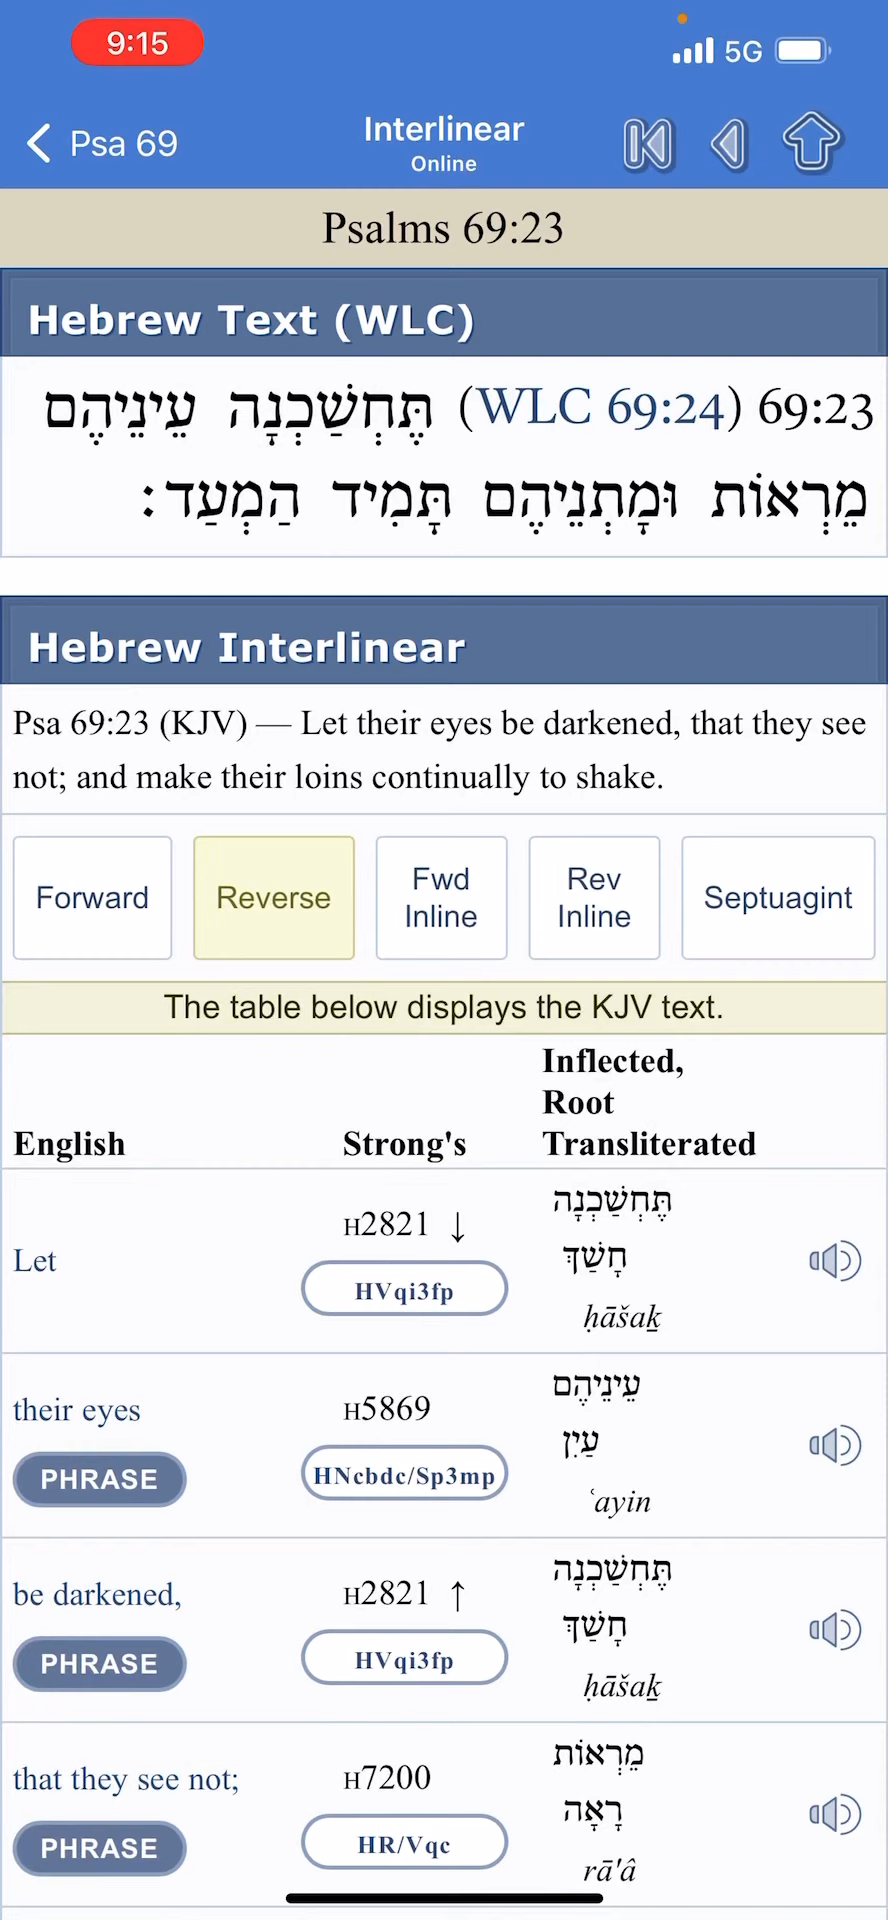 9:15
5G
Psa 69
Interlinear
Online
Psalms 69:23
Hebrew Text (WLC)
69:23 (WLC 69:24) תֶּחְשַׁכְנָה עֵינֵיהֶם
מֵרְאוֹת וּמָתְנֵיהֶם תָּמִיד הַמְעַד׃
Hebrew Interlinear
Psa 69:23 (KJV) — Let their eyes be darkened, that they see
not; and make their loins continually to shake.
Forward
Reverse
Fwd
Inline
Rev
Inline
Septuagint
The table below displays the KJV text.
English
Strong's
Inflected,
Root
Transliterated
Let
H2821 ↓
HVqi3fp
תֶּחְשַׁכְנָה
חָשַׁךְ
ḥāšaḵ
their eyes
PHRASE
H5869
HNcbdc/Sp3mp
עֵינֵיהֶם
עַיִן
ʿayin
be darkened,
PHRASE
H2821 ↑
HVqi3fp
תֶּחְשַׁכְנָה
חָשַׁךְ
ḥāšaḵ
that they see not;
PHRASE
H7200
HR/Vqc
מֵרְאוֹת
רָאָה
rā'â